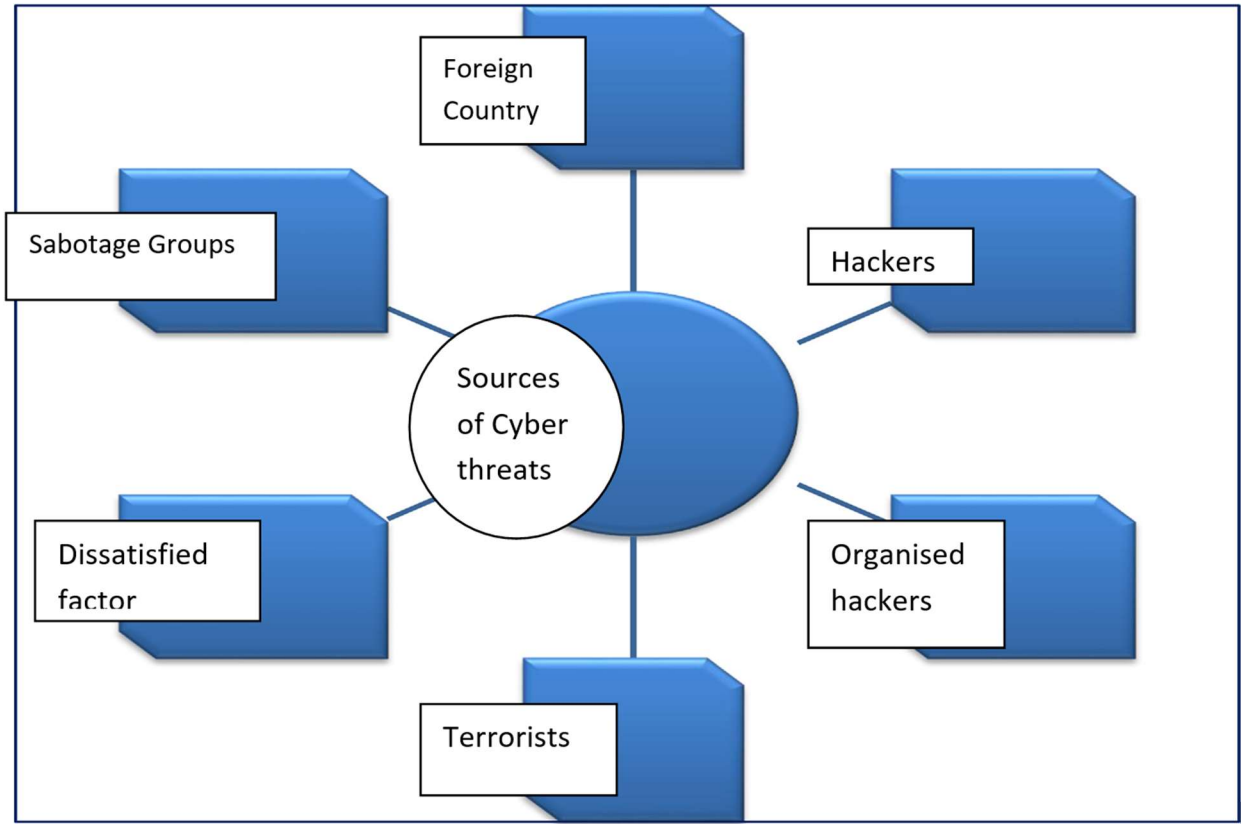 Foreign
Country
Sabotage Groups
Hackers
Sources
of Cyber
threats
Dissatisfied
factor
Organised
hackers
Terrorists